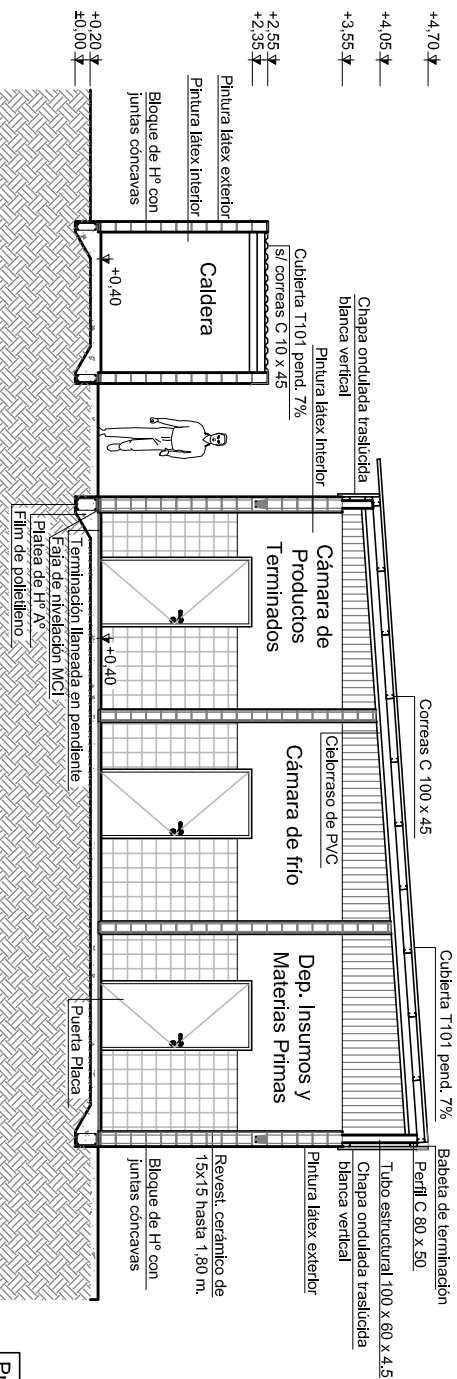 +4,70
+4,05
+3,55
+2,55
+2,35
+0,20
±0,00
Pintura látex exterior
Pintura látex interior
Bloque de Hº con
juntas cóncavas
Caldera
+0,40
Cubierta T101 pend. 7%
s/ correas C 10 x 45
Chapa ondulada traslúcida
blanca vertical
Pintura látex Interior
Cámara de
Productos
Terminados
+0,40
Terminación llaneada en pendiente
Faja de nivelación MCI
Platea de Hº Aº
Film de polietileno
Correas C 100 x 45
Cielorraso de PVC
Cámara de frío
Dep. Insumos y
Materias Primas
Puerta Placa
Cubierta T101 pend. 7%
Babeta de terminación
Perfil C 80 x 50
Tubo estructural 100 x 60 x 4.5
Chapa ondulada traslúcida
blanca vertical
Pintura látex exterior
Revest. cerámico de
15x15 hasta 1,80 m.
Bloque de Hº con
juntas cóncavas